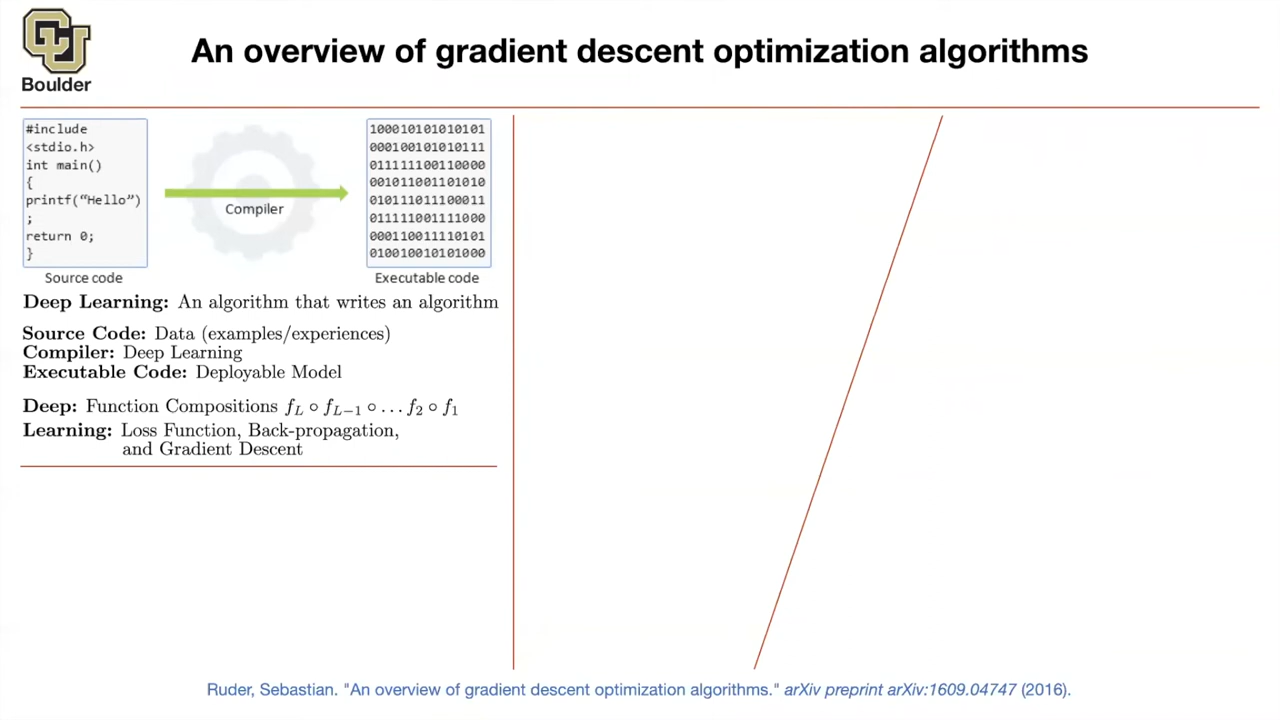 Boulder
An overview of gradient descent optimization algorithms
#include
<stdio.h>
int main()
{
printf(“Hello”)
;
return 0;
}
Source code
Compiler
100010101010101
000100101010111
011111100110000
001011001101010
010111011100011
011111001111000
000110011110101
010010010101000
Executable code
Deep Learning: An algorithm that writes an algorithm
Source Code: Data (examples/experiences)
Compiler: Deep Learning
Executable Code: Deployable Model
Deep: Function Compositions f_L ∘ f_{L−1} ∘ … f_2 ∘ f_1
Learning: Loss Function, Back-propagation,
and Gradient Descent
Ruder, Sebastian. "An overview of gradient descent optimization algorithms." arXiv preprint arXiv:1609.04747 (2016).